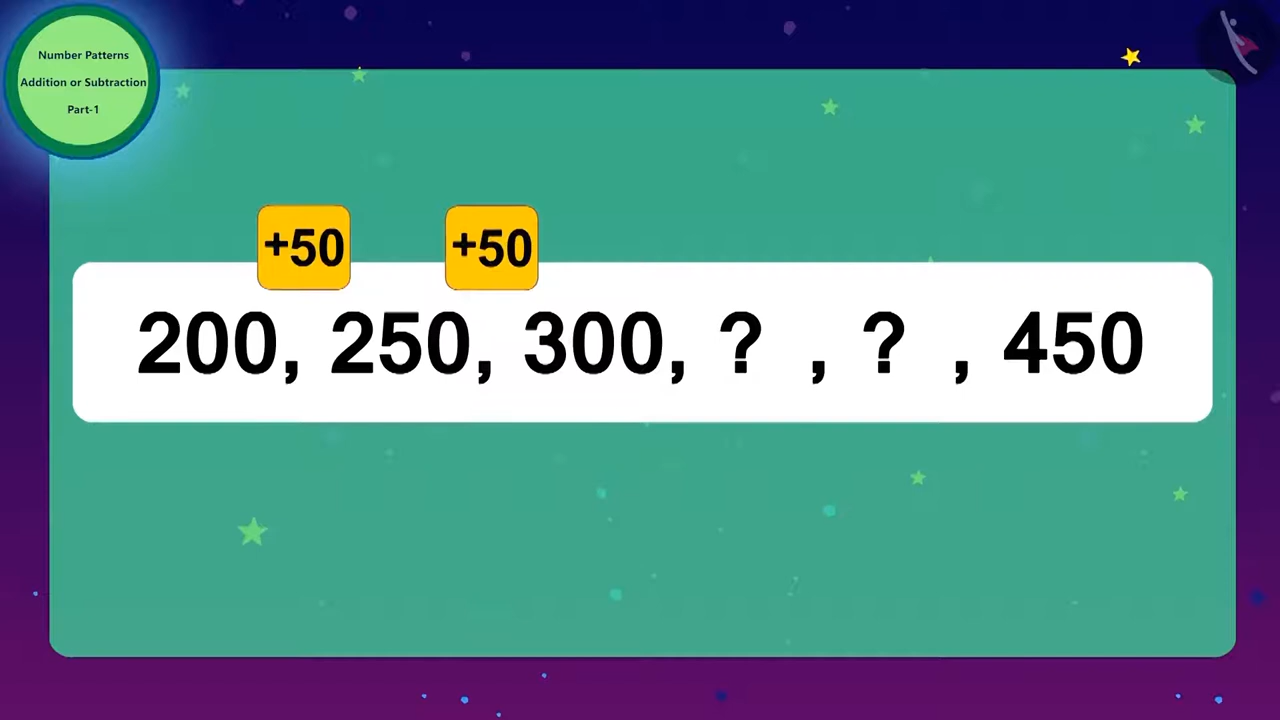 Number Patterns
Addition or Subtraction
Part-1
+50 +50
200, 250, 300, ? , ? , 450